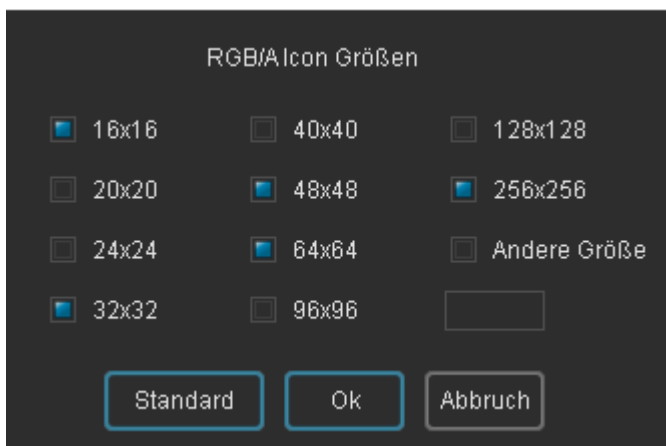 RGB/A Icon Größen
16x16 40x40 128x128
20x20 48x48 256x256
24x24 64x64 Andere Größe
32x32 96x96
Standard Ok Abbruch